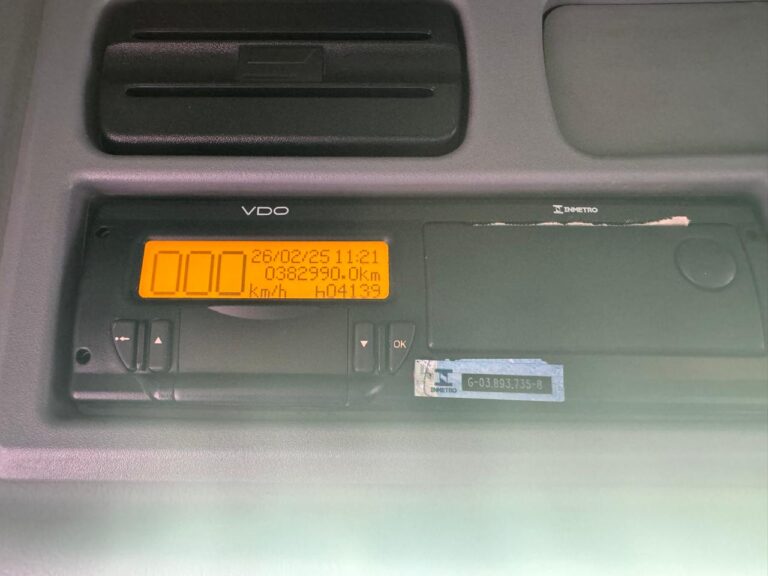 VDO
INMETRO
26/02/25 11:21
0382990.0km
000 km/h h04139
OK
INMETRO G-03.893.735-8